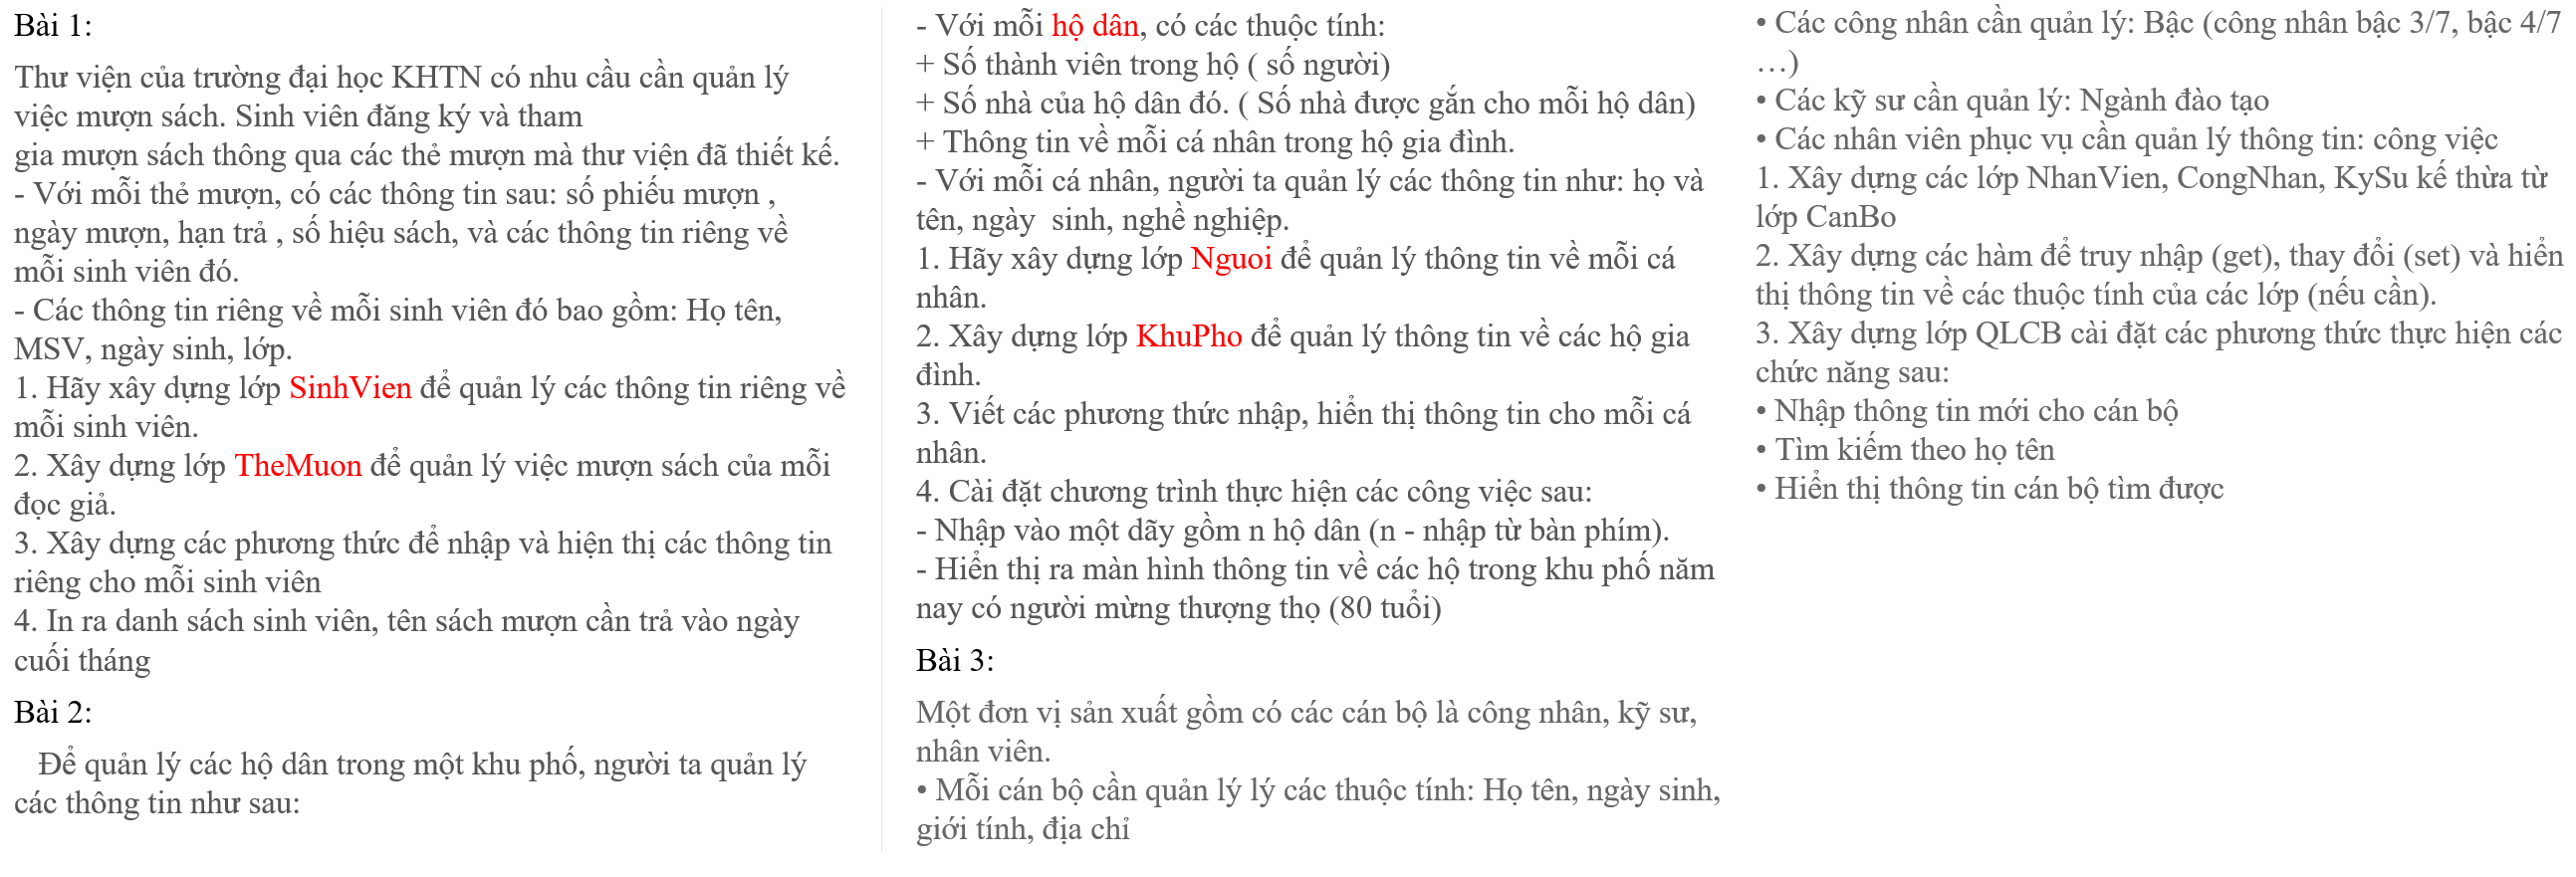 Bài 1:
Thư viện của trường đại học KHTN có nhu cầu cần quản lý
việc mượn sách. Sinh viên đăng ký và tham
gia mượn sách thông qua các thẻ mượn mà thư viện đã thiết kế.
- Với mỗi thẻ mượn, có các thông tin sau: số phiếu mượn ,
ngày mượn, hạn trả , số hiệu sách, và các thông tin riêng về
mỗi sinh viên đó.
- Các thông tin riêng về mỗi sinh viên đó bao gồm: Họ tên,
MSV, ngày sinh, lớp.
1. Hãy xây dựng lớp SinhVien để quản lý các thông tin riêng về
mỗi sinh viên.
2. Xây dựng lớp TheMuon để quản lý việc mượn sách của mỗi
đọc giả.
3. Xây dựng các phương thức để nhập và hiện thị các thông tin
riêng cho mỗi sinh viên
4. In ra danh sách sinh viên, tên sách mượn cần trả vào ngày
cuối tháng
Bài 2:
Để quản lý các hộ dân trong một khu phố, người ta quản lý
các thông tin như sau:
- Với mỗi hộ dân, có các thuộc tính:
+ Số thành viên trong hộ ( số người)
+ Số nhà của hộ dân đó. ( Số nhà được gắn cho mỗi hộ dân)
+ Thông tin về mỗi cá nhân trong hộ gia đình.
- Với mỗi cá nhân, người ta quản lý các thông tin như: họ và
tên, ngày  sinh, nghề nghiệp.
1. Hãy xây dựng lớp Nguoi để quản lý thông tin về mỗi cá
nhân.
2. Xây dựng lớp KhuPho để quản lý thông tin về các hộ gia
đình.
3. Viết các phương thức nhập, hiển thị thông tin cho mỗi cá
nhân.
4. Cài đặt chương trình thực hiện các công việc sau:
- Nhập vào một dãy gồm n hộ dân (n - nhập từ bàn phím).
- Hiển thị ra màn hình thông tin về các hộ trong khu phố năm
nay có người mừng thượng thọ (80 tuổi)
Bài 3:
Một đơn vị sản xuất gồm có các cán bộ là công nhân, kỹ sư,
nhân viên.
• Mỗi cán bộ cần quản lý lý các thuộc tính: Họ tên, ngày sinh,
giới tính, địa chỉ
• Các công nhân cần quản lý: Bậc (công nhân bậc 3/7, bậc 4/7
…)
• Các kỹ sư cần quản lý: Ngành đào tạo
• Các nhân viên phục vụ cần quản lý thông tin: công việc
1. Xây dựng các lớp NhanVien, CongNhan, KySu kế thừa từ
lớp CanBo
2. Xây dựng các hàm để truy nhập (get), thay đổi (set) và hiển
thị thông tin về các thuộc tính của các lớp (nếu cần).
3. Xây dựng lớp QLCB cài đặt các phương thức thực hiện các
chức năng sau:
• Nhập thông tin mới cho cán bộ
• Tìm kiếm theo họ tên
• Hiển thị thông tin cán bộ tìm được